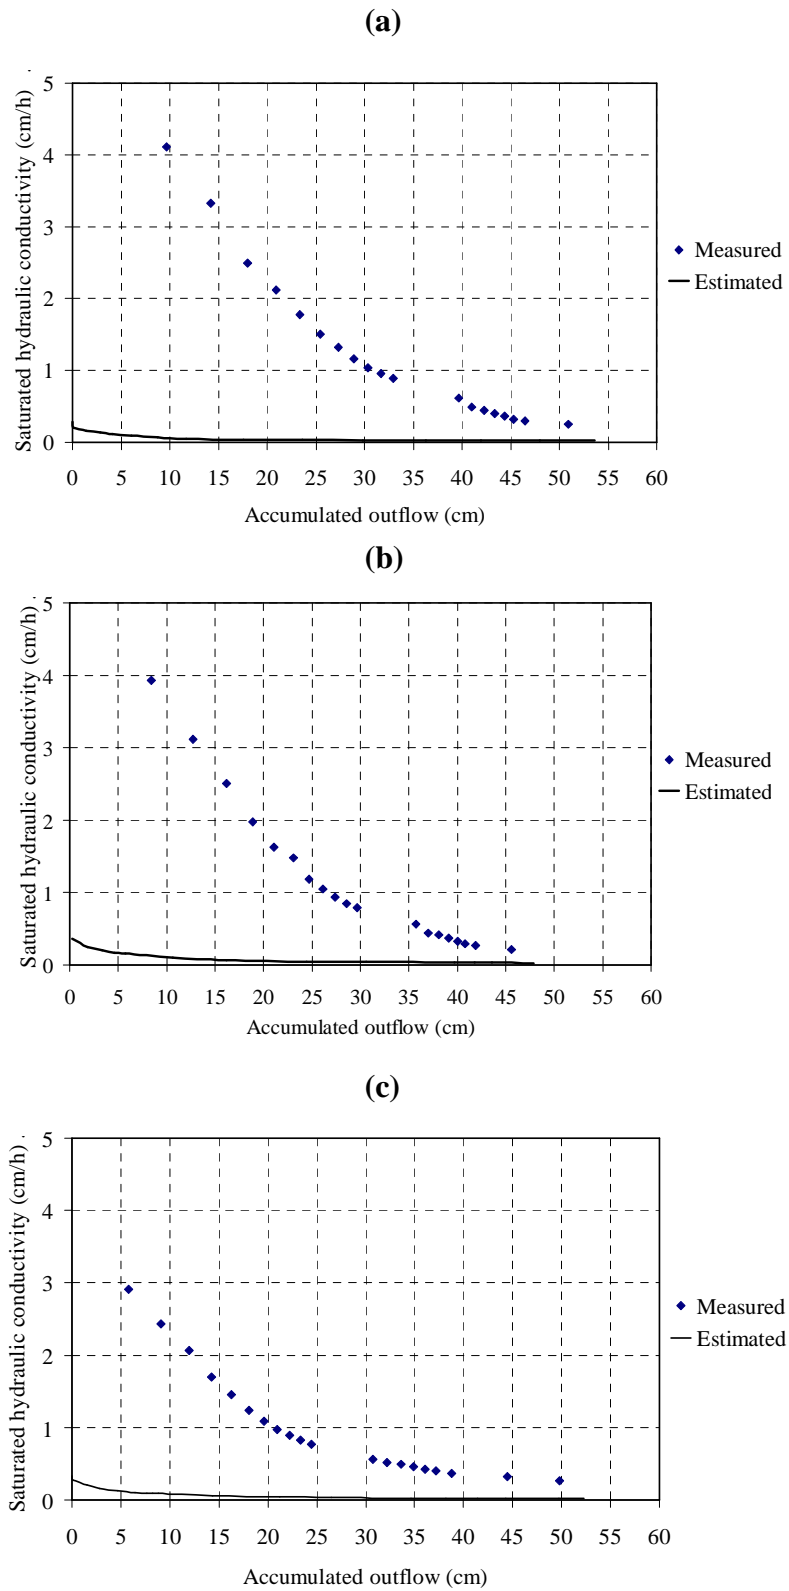 (a)
Saturated hydraulic conductivity (cm/h) .
5
4
3
2
1
0
0 5 10 15 20 25 30 35 40 45 50 55 60
Accumulated outflow (cm)
Measured
Estimated
(b)
Saturated hydraulic conductivity (cm/h) .
5
4
3
2
1
0
0 5 10 15 20 25 30 35 40 45 50 55 60
Accumulated outflow (cm)
Measured
Estimated
(c)
Saturated hydraulic conductivity (cm/h) .
5
4
3
2
1
0
0 5 10 15 20 25 30 35 40 45 50 55 60
Accumulated outflow (cm)
Measured
Estimated